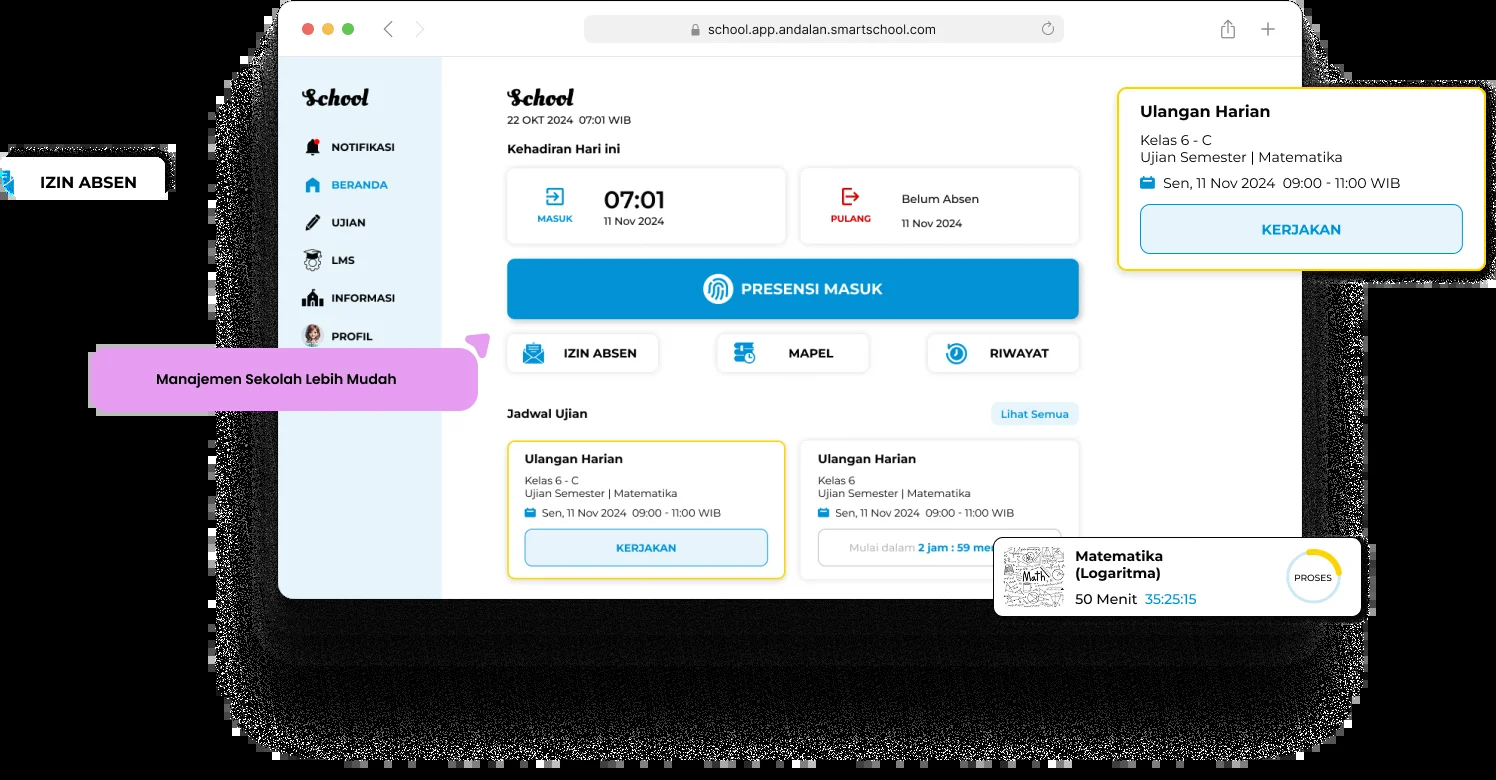 school.app.andalan.smartschool.com
School
NOTIFIKASI
BERANDA
UJIAN
LMS
INFORMASI
PROFIL
IZIN ABSEN
Manajemen Sekolah Lebih Mudah
School
22 OKT 2024 07:01 WIB
Kehadiran Hari ini
MASUK
07:01
11 Nov 2024
PULANG
Belum Absen
11 Nov 2024
PRESENSI MASUK
IZIN ABSEN
MAPEL
RIWAYAT
Jadwal Ujian
Lihat Semua
Ulangan Harian
Kelas 6 - C
Ujian Semester | Matematika
Sen, 11 Nov 2024 09:00 - 11:00 WIB
KERJAKAN
Ulangan Harian
Kelas 6
Ujian Semester | Matematika
Sen, 11 Nov 2024 09:00 - 11:00 WIB
Mulai dalam 2 jam : 59
Ulangan Harian
Kelas 6 - C
Ujian Semester | Matematika
Sen, 11 Nov 2024 09:00 - 11:00 WIB
KERJAKAN
Math
Matematika
(Logaritma)
50 Menit 35:25:15
PROSES